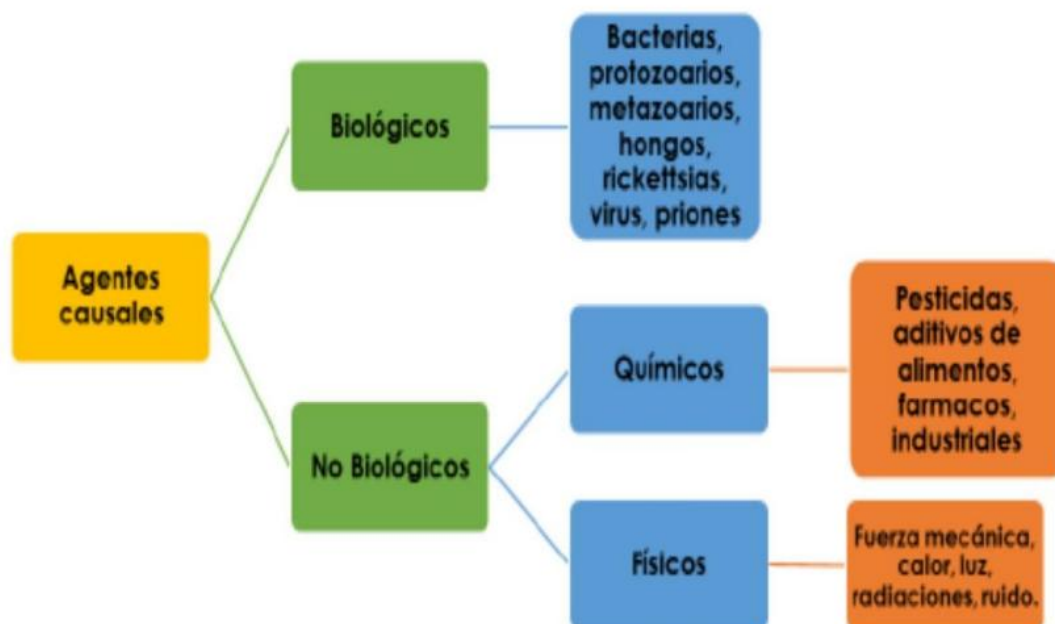 Agentes
causales
Biológicos
Bacterias,
protozoarios,
metazoarios,
hongos,
rickettsias,
virus, priones
No Biológicos
Químicos
Pesticidas,
aditivos de
alimentos,
farmacos,
industriales
Físicos
Fuerza mecánica,
calor, luz,
radiaciones, ruido.